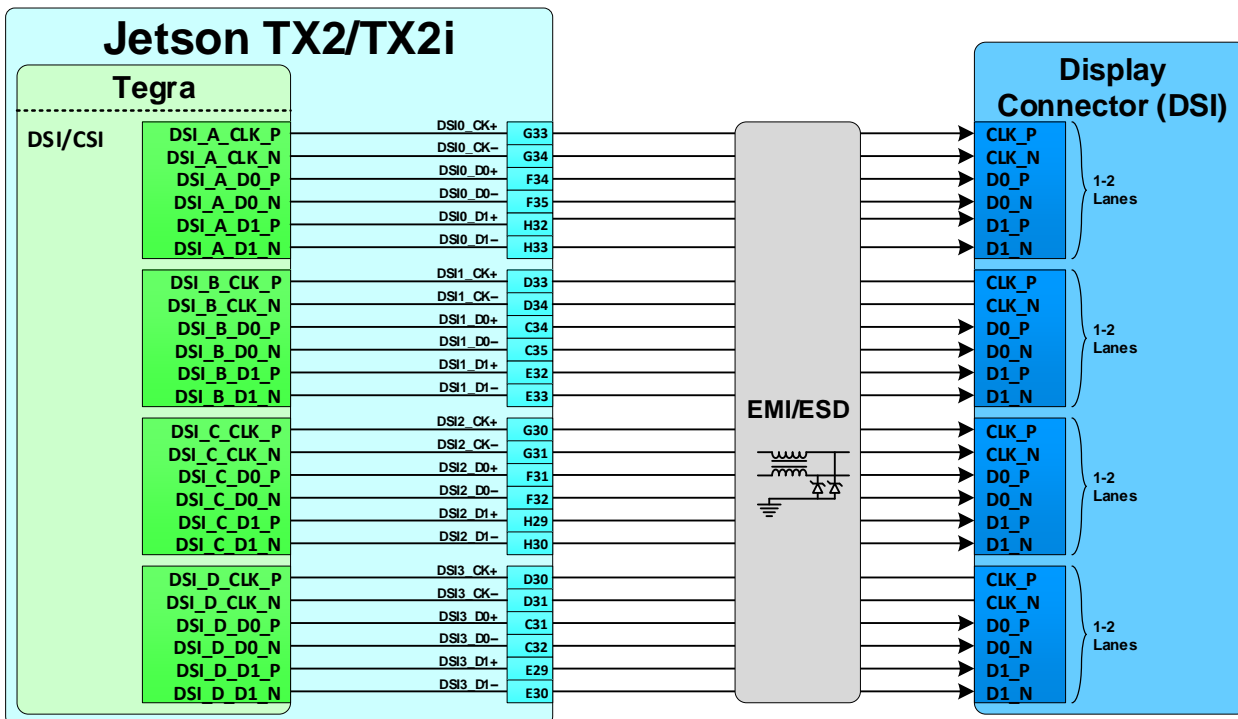 Jetson TX2/TX2i
Tegra
DSI/CSI
DSI_A_CLK_P DSI0_CK+ G33
DSI_A_CLK_N DSI0_CK– G34
DSI_A_D0_P DSI0_D0+ F34
DSI_A_D0_N DSI0_D0– F35
DSI_A_D1_P DSI0_D1+ H32
DSI_A_D1_N DSI0_D1– H33
DSI_B_CLK_P DSI1_CK+ D33
DSI_B_CLK_N DSI1_CK– D34
DSI_B_D0_P DSI1_D0+ C34
DSI_B_D0_N DSI1_D0– C35
DSI_B_D1_P DSI1_D1+ E32
DSI_B_D1_N DSI1_D1– E33
DSI_C_CLK_P DSI2_CK+ G30
DSI_C_CLK_N DSI2_CK– G31
DSI_C_D0_P DSI2_D0+ F31
DSI_C_D0_N DSI2_D0– F32
DSI_C_D1_P DSI2_D1+ H29
DSI_C_D1_N DSI2_D1– H30
DSI_D_CLK_P DSI3_CK+ D30
DSI_D_CLK_N DSI3_CK– D31
DSI_D_D0_P DSI3_D0+ C31
DSI_D_D0_N DSI3_D0– C32
DSI_D_D1_P DSI3_D1+ E29
DSI_D_D1_N DSI3_D1– E30
EMI/ESD
Display
Connector (DSI)
CLK_P
CLK_N
D0_P
D0_N
D1_P
D1_N
1-2
Lanes
CLK_P
CLK_N
D0_P
D0_N
D1_P
D1_N
1-2
Lanes
CLK_P
CLK_N
D0_P
D0_N
D1_P
D1_N
1-2
Lanes
CLK_P
CLK_N
D0_P
D0_N
D1_P
D1_N
1-2
Lanes